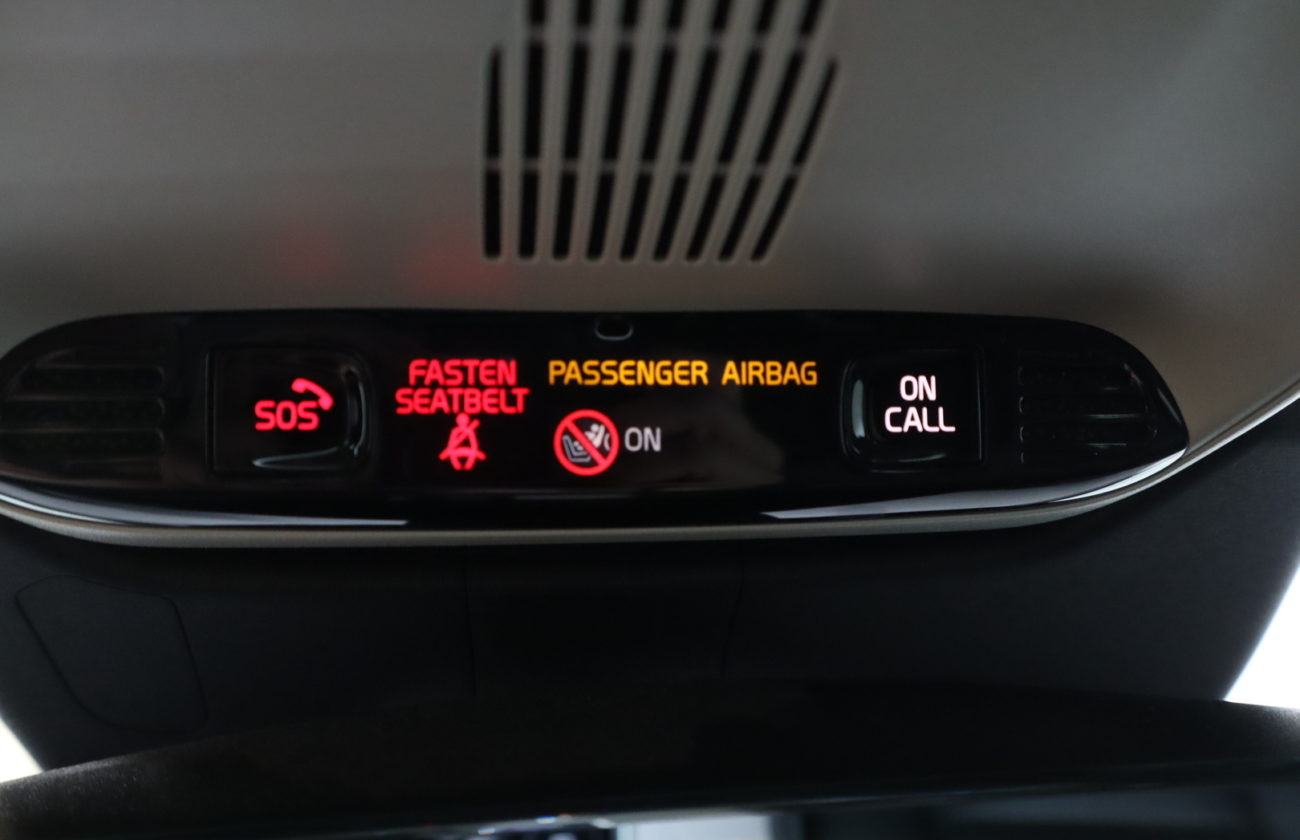 SOS
FASTEN
SEATBELT
PASSENGER AIRBAG
ON
ON
CALL